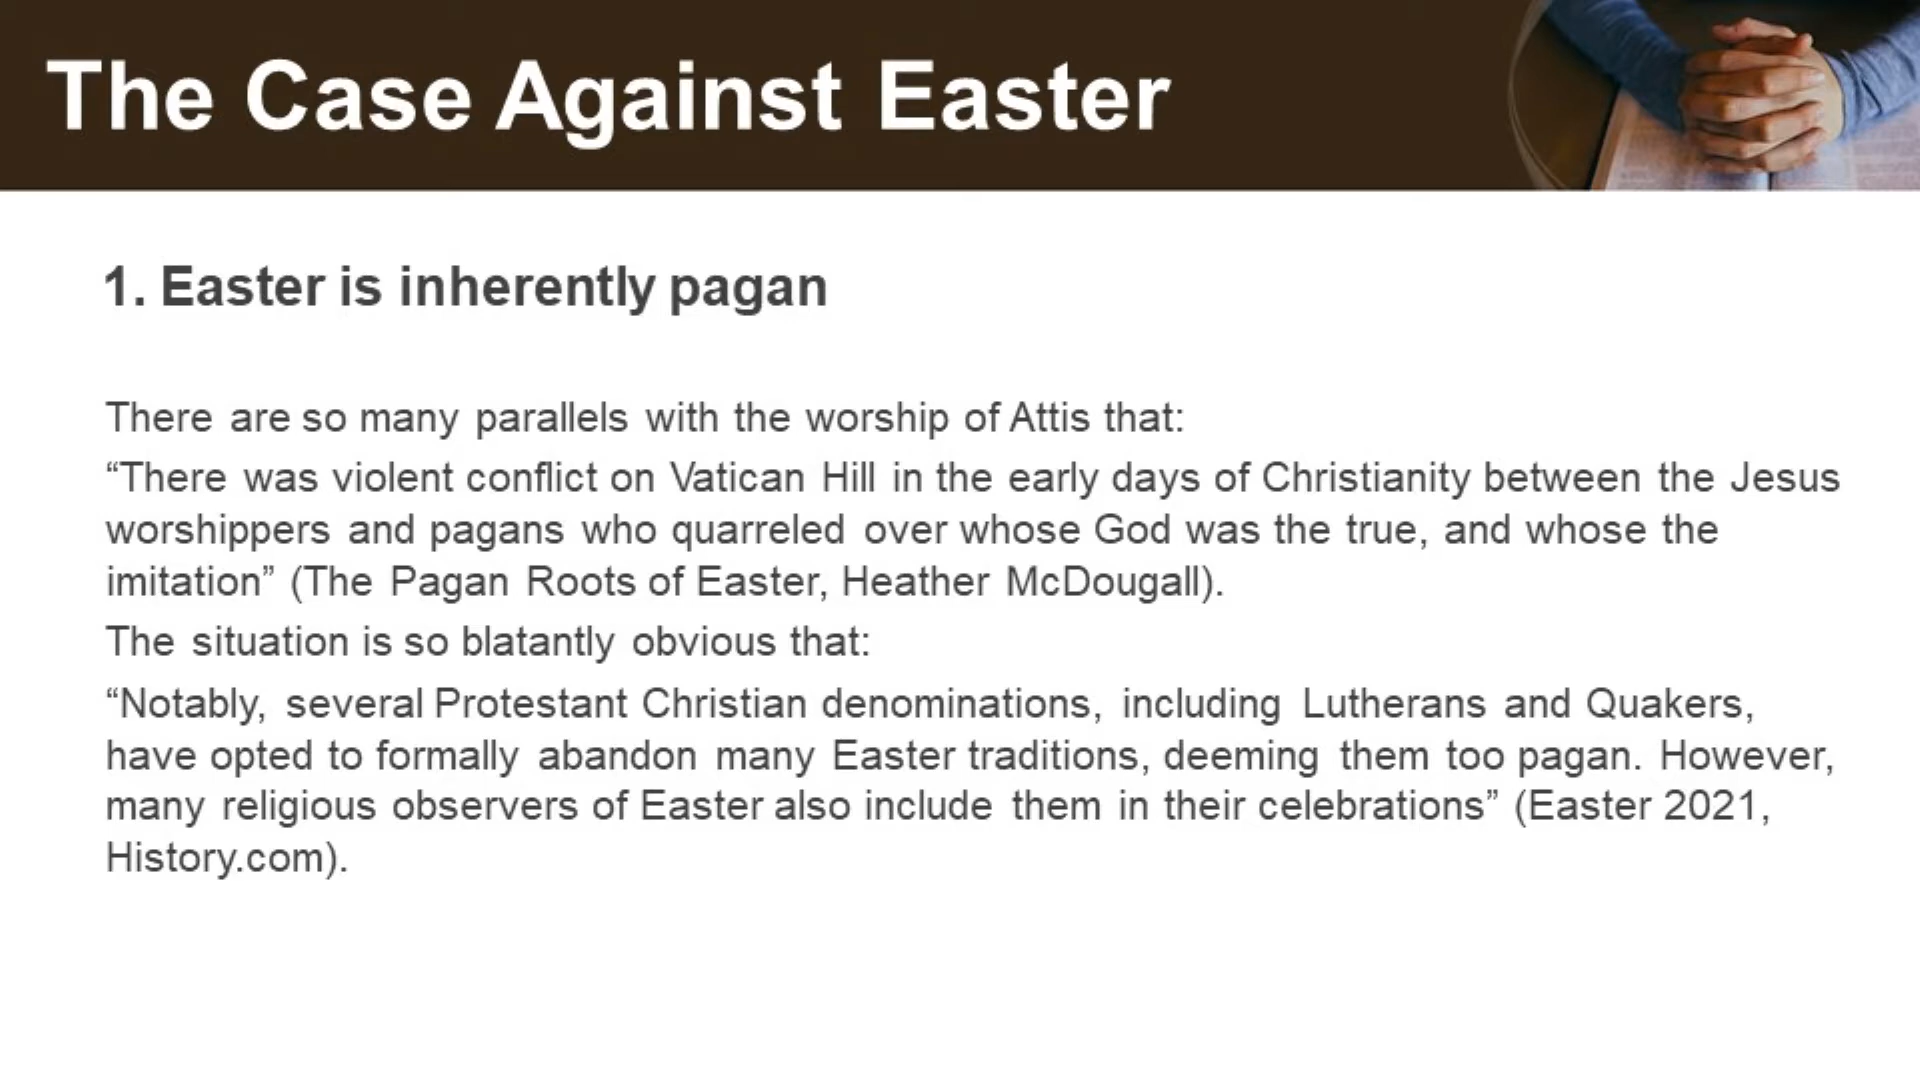 The Case Against Easter
1. Easter is inherently pagan
There are so many parallels with the worship of Attis that:
“There was violent conflict on Vatican Hill in the early days of Christianity between the Jesus
worshippers and pagans who quarreled over whose God was the true, and whose the
imitation” (The Pagan Roots of Easter, Heather McDougall).
The situation is so blatantly obvious that:
“Notably, several Protestant Christian denominations, including Lutherans and Quakers,
have opted to formally abandon many Easter traditions, deeming them too pagan. However,
many religious observers of Easter also include them in their celebrations” (Easter 2021,
History.com).